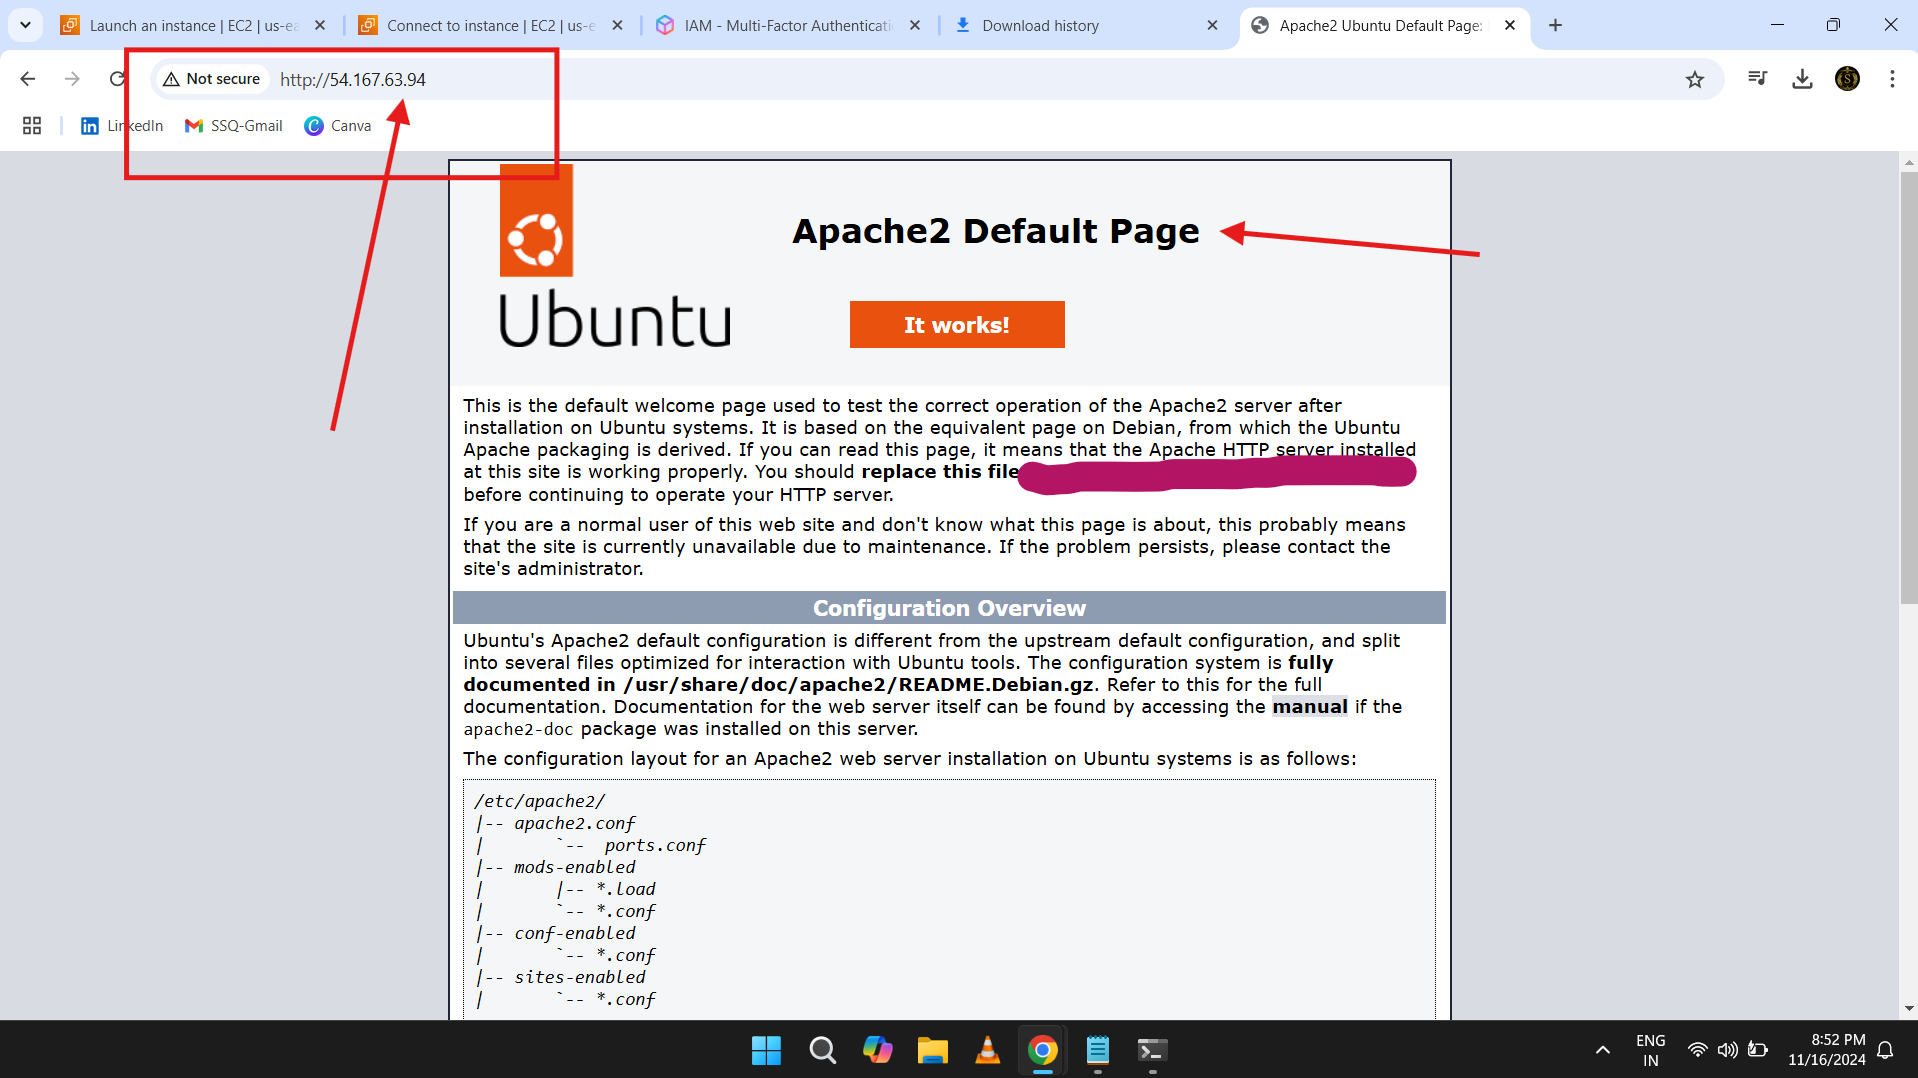 Launch an instance | EC2 | us-ea
Connect to instance | EC2 | us-e
IAM - Multi-Factor Authenticati
Download history
Apache2 Ubuntu Default Page:
Not secure
http://54.167.63.94
LinkedIn
SSQ-Gmail
Canva
Apache2 Default Page
Ubuntu
It works!
This is the default welcome page used to test the correct operation of the Apache2 server after
installation on Ubuntu systems. It is based on the equivalent page on Debian, from which the Ubuntu
Apache packaging is derived. If you can read this page, it means that the Apache HTTP server installed
at this site is working properly. You should replace this file
before continuing to operate your HTTP server.
If you are a normal user of this web site and don't know what this page is about, this probably means
that the site is currently unavailable due to maintenance. If the problem persists, please contact the
site's administrator.
Configuration Overview
Ubuntu's Apache2 default configuration is different from the upstream default configuration, and split
into several files optimized for interaction with Ubuntu tools. The configuration system is fully
documented in /usr/share/doc/apache2/README.Debian.gz. Refer to this for the full
documentation. Documentation for the web server itself can be found by accessing the manual if the
apache2-doc package was installed on this server.
The configuration layout for an Apache2 web server installation on Ubuntu systems is as follows:
/etc/apache2/
|-- apache2.conf
|       `--  ports.conf
|-- mods-enabled
|       |-- *.load
|       `-- *.conf
|-- conf-enabled
|       `-- *.conf
|-- sites-enabled
|       `-- *.conf
ENG
IN
8:52 PM
11/16/2024